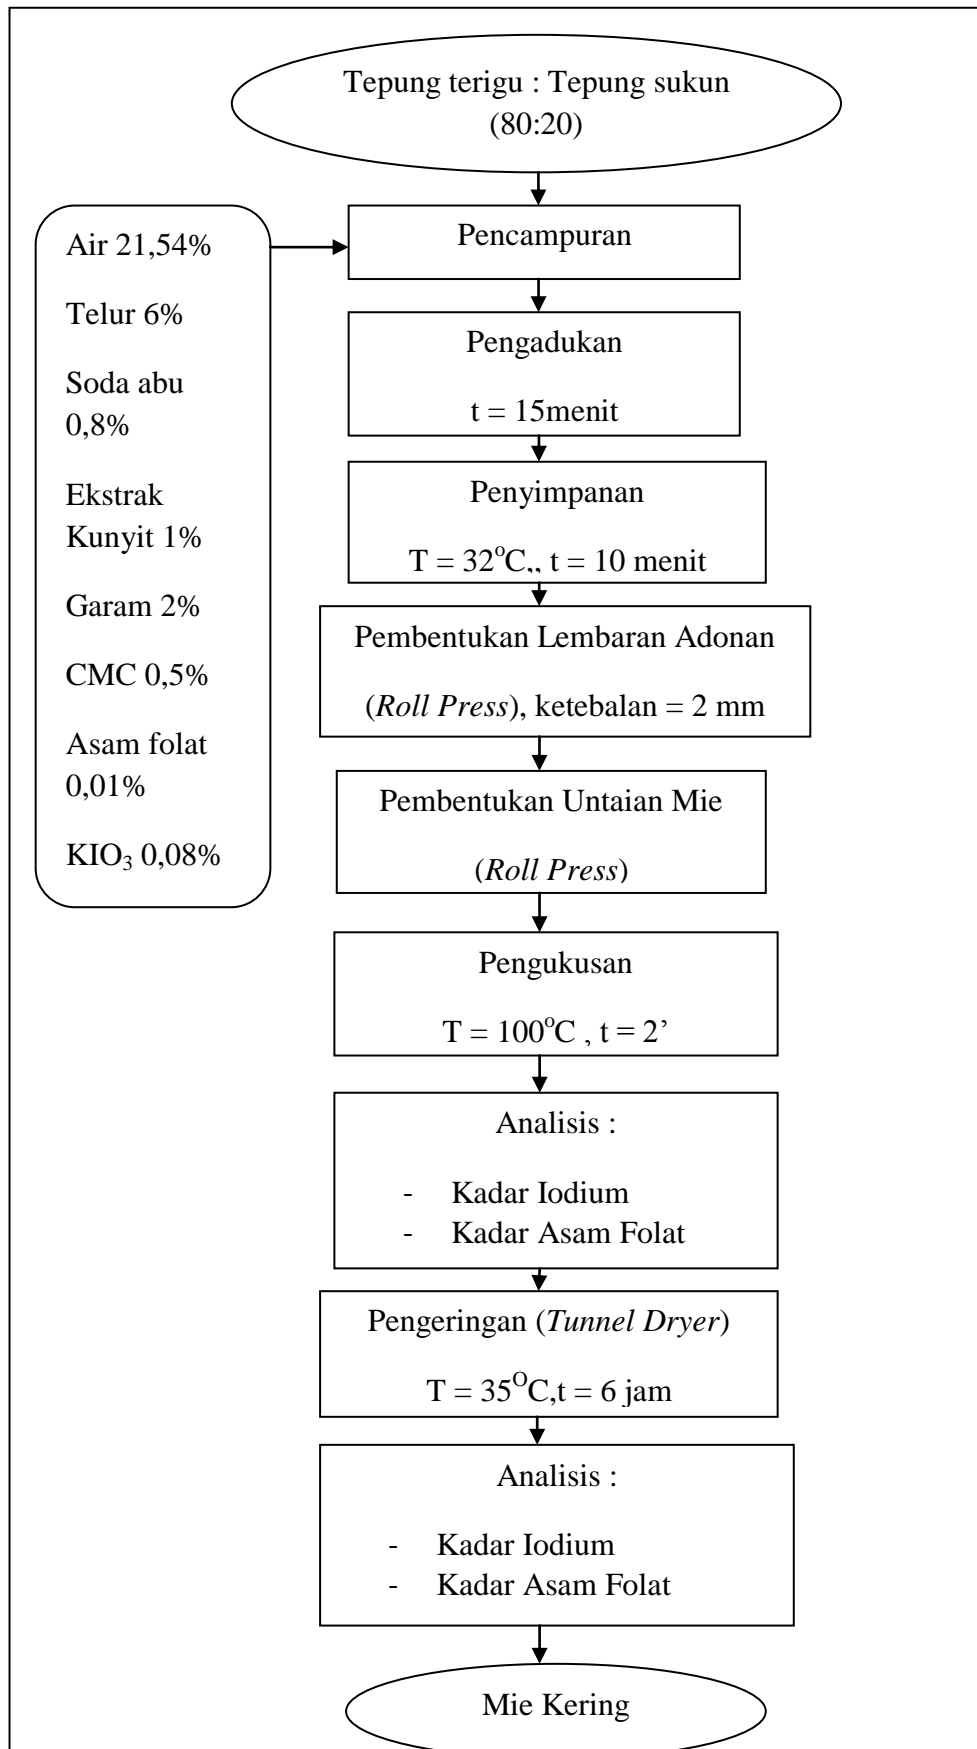 Tepung terigu : Tepung sukun
(80:20)
Air 21,54%
Telur 6%
Soda abu
0,8%
Ekstrak
Kunyit 1%
Garam 2%
CMC 0,5%
Asam folat
0,01%
KIO₃ 0,08%
Pencampuran
Pengadukan
t = 15menit
Penyimpanan
T = 32ᵒC,, t = 10 menit
Pembentukan Lembaran Adonan
(Roll Press), ketebalan = 2 mm
Pembentukan Untaian Mie
(Roll Press)
Pengukusan
T = 100ᵒC , t = 2’
Analisis :
- Kadar Iodium
- Kadar Asam Folat
Pengeringan (Tunnel Dryer)
T = 35ᴼC,t = 6 jam
Analisis :
- Kadar Iodium
- Kadar Asam Folat
Mie Kering